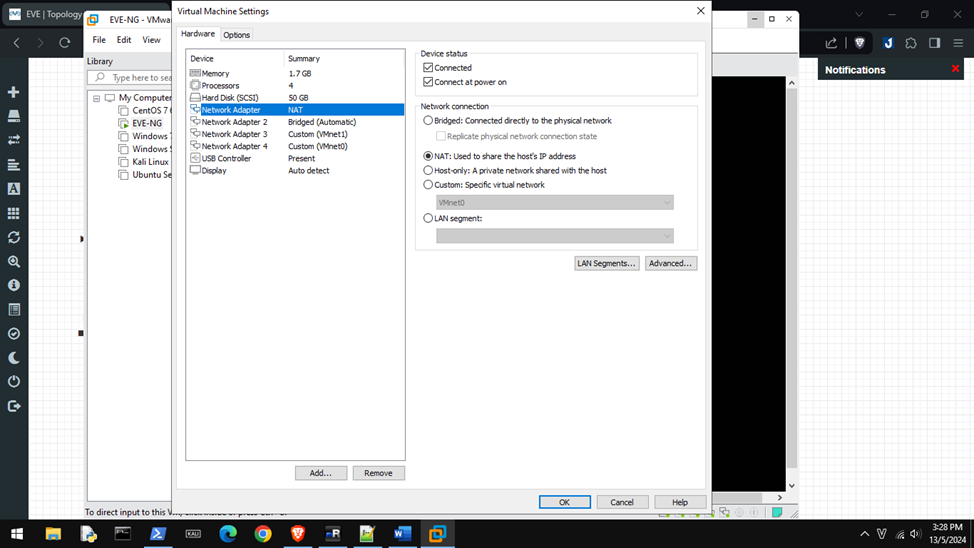 EVE | Topology
EVE-NG - VMwa
File Edit View
Library
Type here to sea
My Computer
CentOS 7 6
EVE-NG
Windows 7
Windows S
Kali Linux
Ubuntu Se
To direct input to this VM, click inside or press Ctrl+G.
Virtual Machine Settings
Hardware Options
Device Summary
Memory 1.7 GB
Processors 4
Hard Disk (SCSI) 50 GB
Network Adapter NAT
Network Adapter 2 Bridged (Automatic)
Network Adapter 3 Custom (VMnet1)
Network Adapter 4 Custom (VMnet0)
USB Controller Present
Display Auto detect
Add... Remove
Device status
Connected
Connect at power on
Network connection
Bridged: Connected directly to the physical network
Replicate physical network connection state
NAT: Used to share the host's IP address
Host-only: A private network shared with the host
Custom: Specific virtual network
VMnet0
LAN segment:
LAN Segments... Advanced...
OK Cancel Help
Notifications
KALI
3:28 PM
13/5/2024